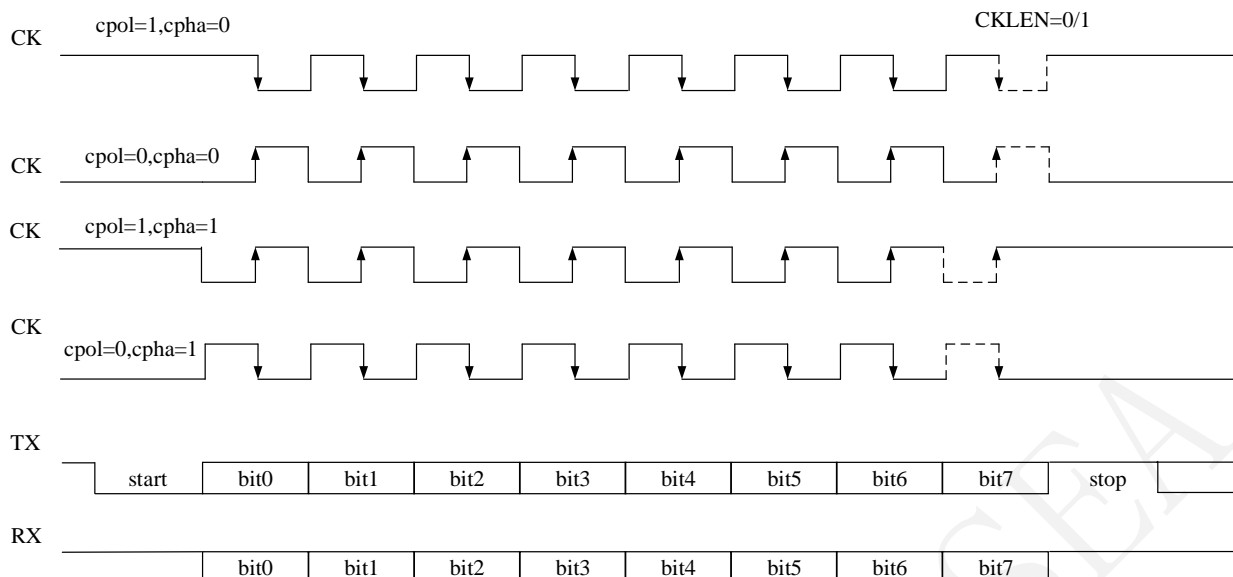 cpol=1,cpha=0 CKLEN=0/1
CK
cpol=0,cpha=0
CK
cpol=1,cpha=1
CK
CK
cpol=0,cpha=1
TX
start bit0 bit1 bit2 bit3 bit4 bit5 bit6 bit7 stop
RX
bit0 bit1 bit2 bit3 bit4 bit5 bit6 bit7
SEA